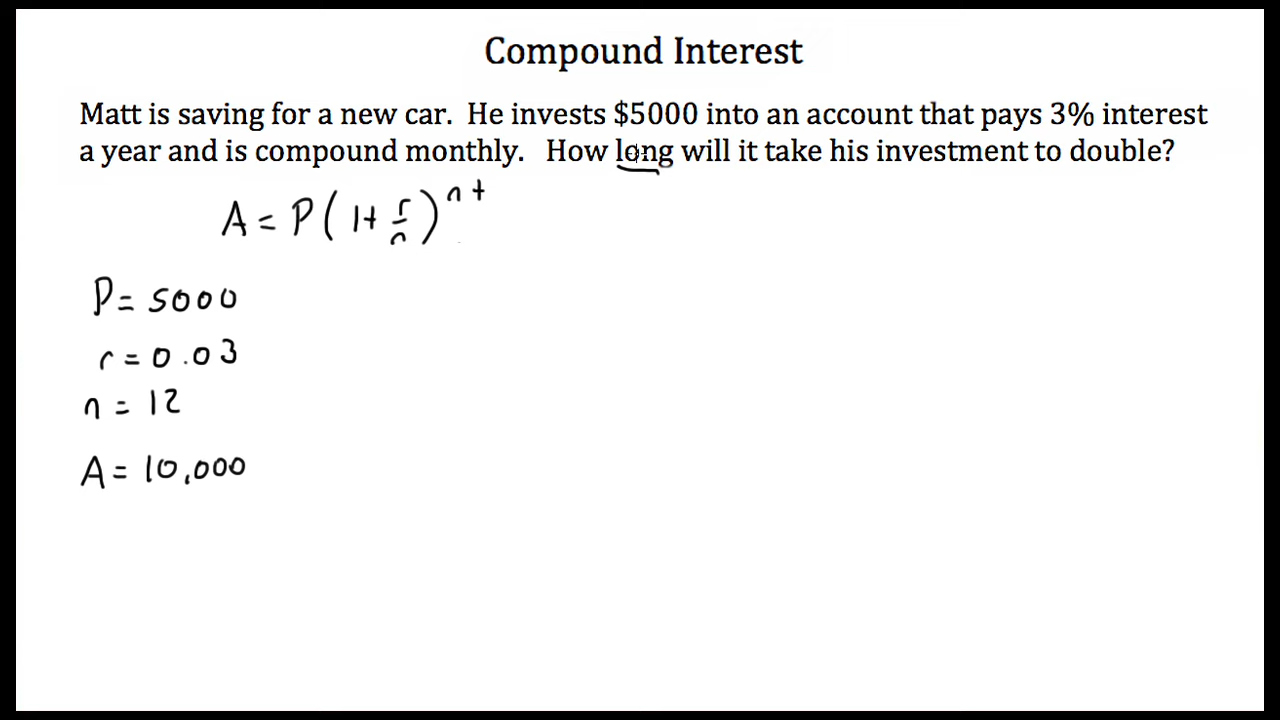 Compound Interest
Matt is saving for a new car. He invests $5000 into an account that pays 3% interest
a year and is compound monthly. How long will it take his investment to double?
A = P(1+ r/n)^nt
P = 5000
r = 0.03
n = 12
A = 10,000